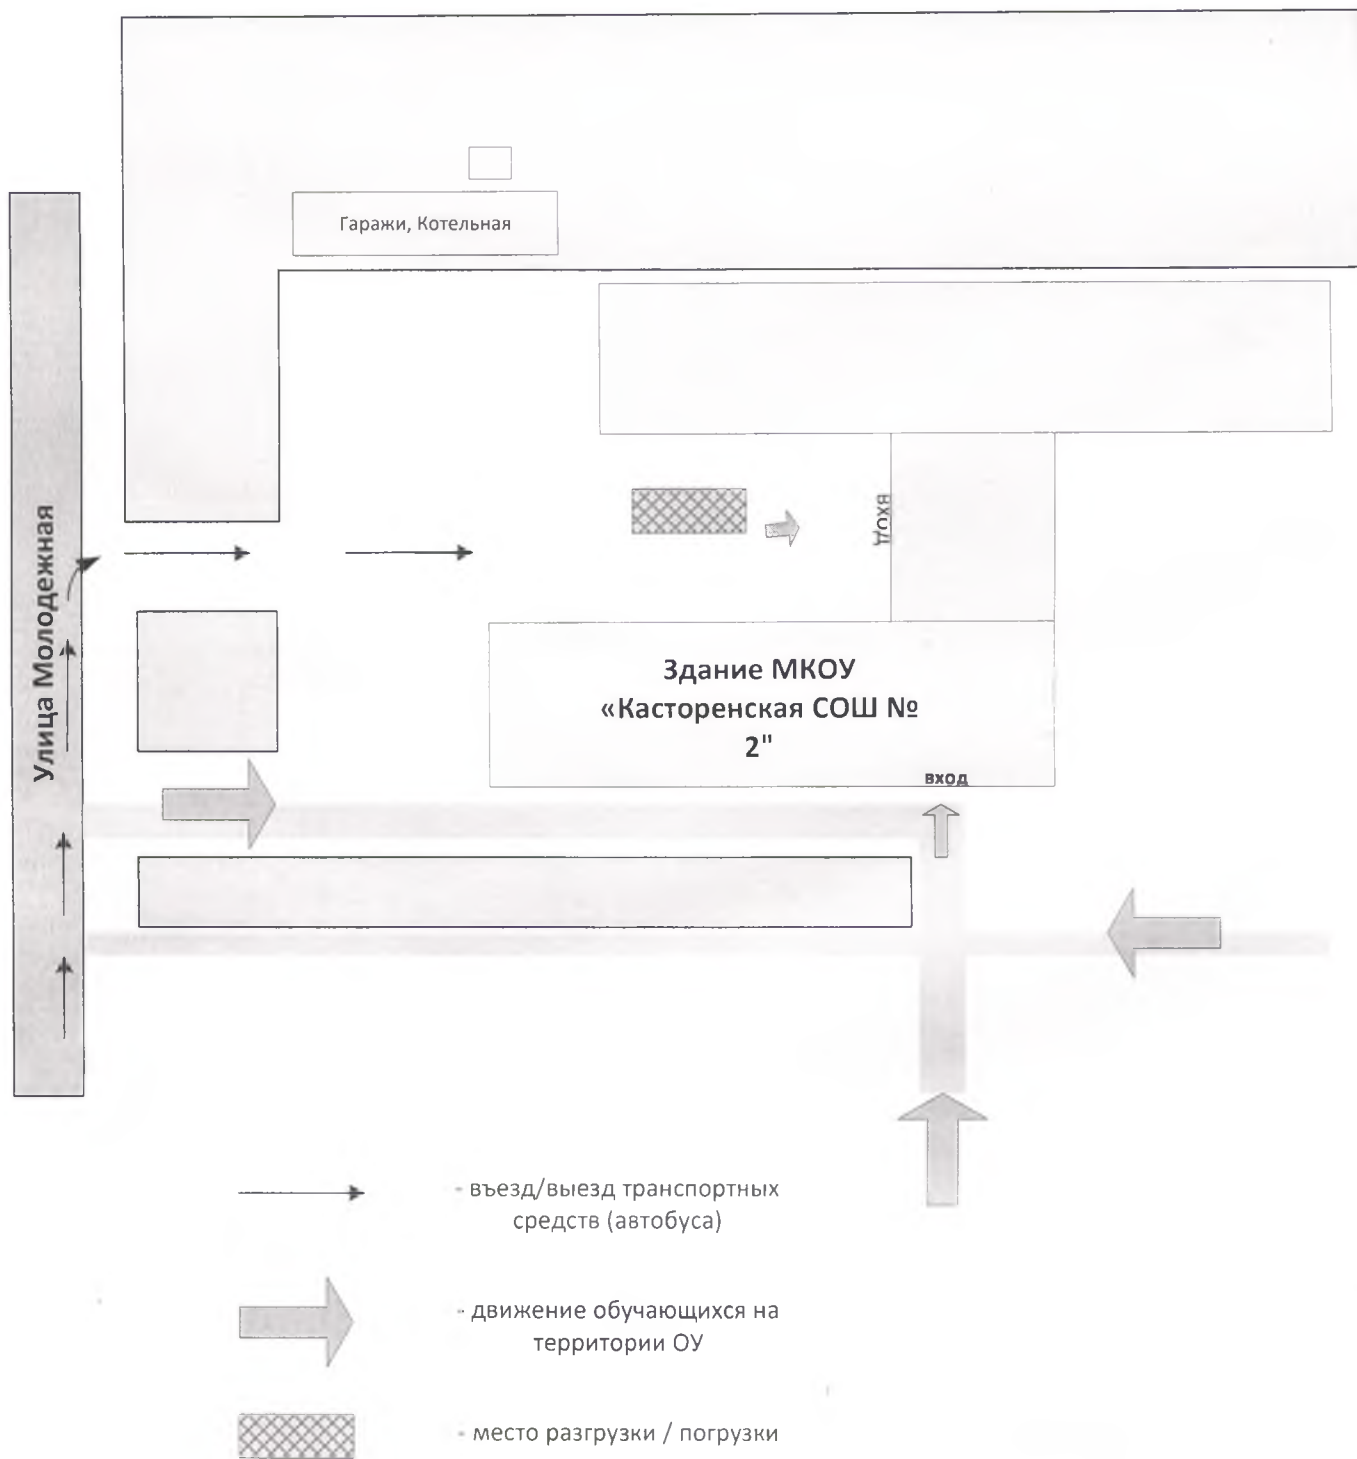 Гаражи, Котельная
Улица Молодежная
вход
Здание МКОУ
«Касторенская СОШ №
2"
вход
- въезд/выезд транспортных
средств (автобуса)
- движение обучающихся на
территории ОУ
- место разгрузки / погрузки